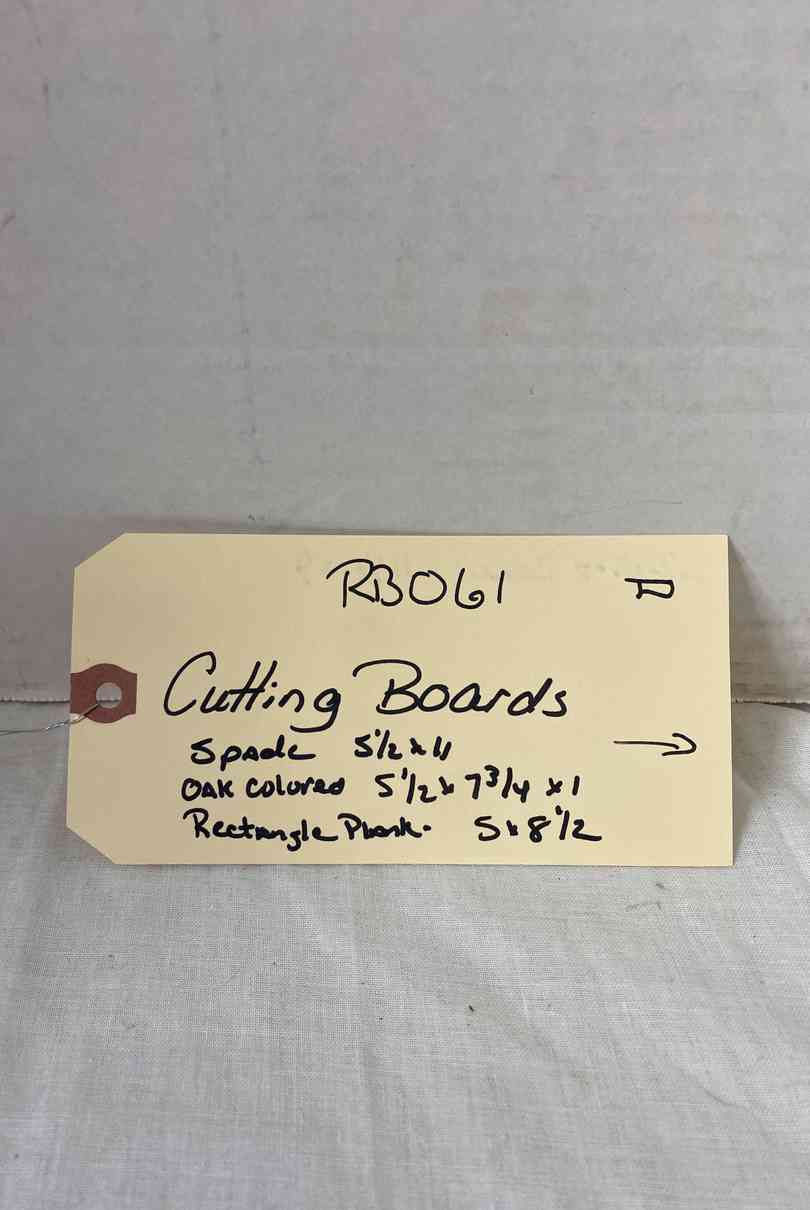 RB061
Cutting Boards
Spade 5 1/2 x 11
OAK colored 5 1/2 x 7 3/4 x 1
Rectangle Plank. 5 x 8 1/2